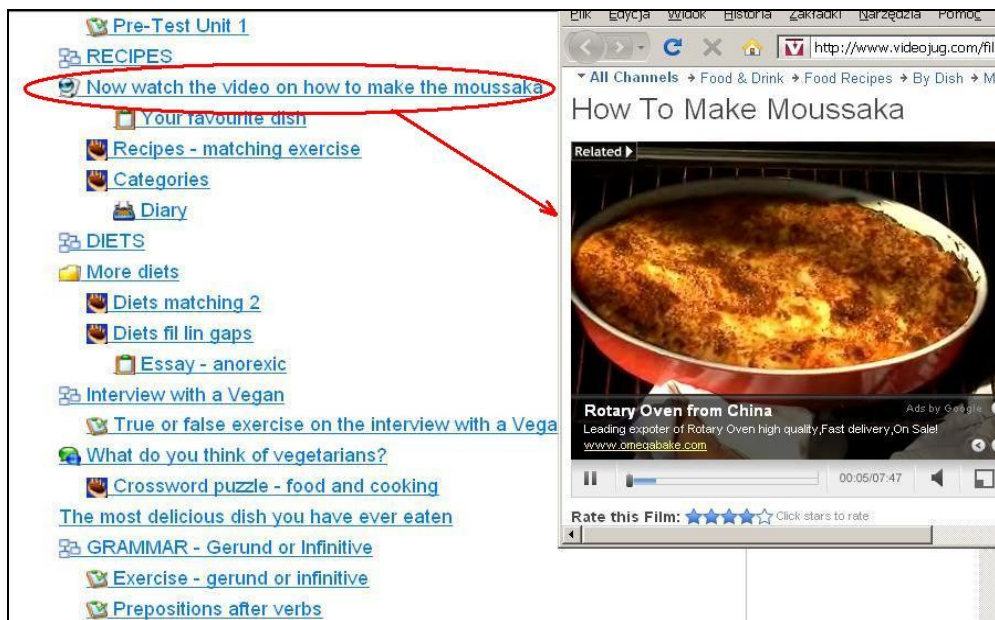 Pre-Test Unit 1
RECIPES
Now watch the video on how to make the moussaka
Your favourite dish
Recipes - matching exercise
Categories
Diary
DIETS
More diets
Diets matching 2
Diets fil lin gaps
Essay - anorexic
Interview with a Vegan
True or false exercise on the interview with a Vega
What do you think of vegetarians?
Crossword puzzle - food and cooking
The most delicious dish you have ever eaten
GRAMMAR - Gerund or Infinitive
Exercise - gerund or infinitive
Prepositions after verbs
Plik Edycja Widok Historia Zakładki Narzędzia Pomoc
http://www.videojug.com/fil
All Channels Food & Drink Food Recipes By Dish M
How To Make Moussaka
Related
Rotary Oven from China
Ads by Google
Leading expoter of Rotary Oven high quality,Fast delivery,On Sale!
www.omegabake.com
00:05/07:47
Rate this Film: Click stars to rate